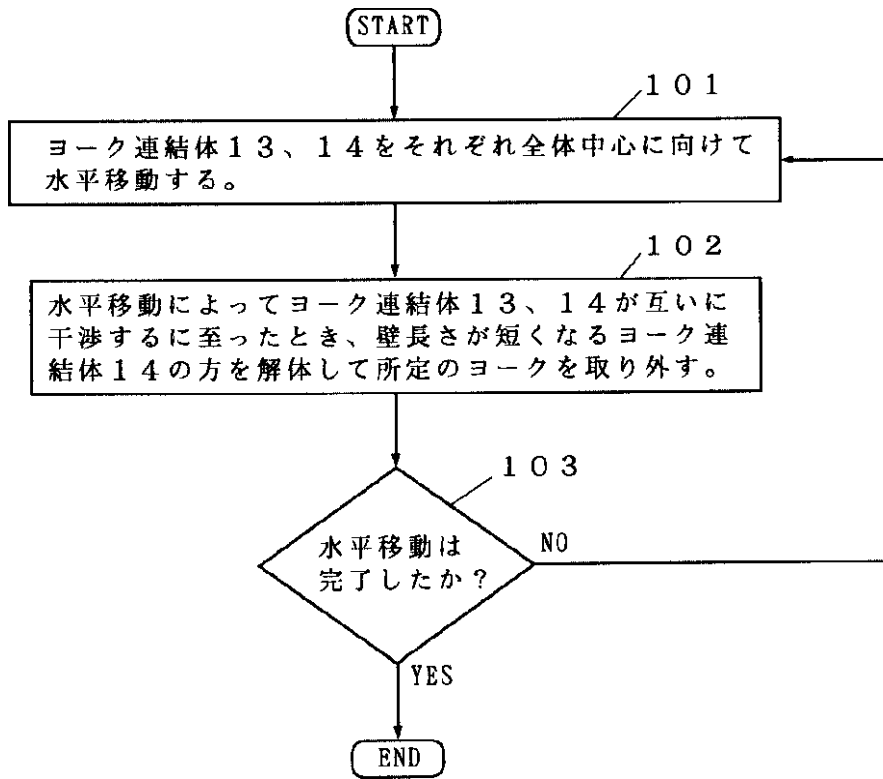 START
１０１
ヨーク連結体１３、１４をそれぞれ全体中心に向けて
水平移動する。
１０２
水平移動によってヨーク連結体１３、１４が互いに
干渉するに至ったとき、壁長さが短くなるヨーク連
結体１４の方を解体して所定のヨークを取り外す。
１０３
水平移動は
完了したか？
NO
YES
END